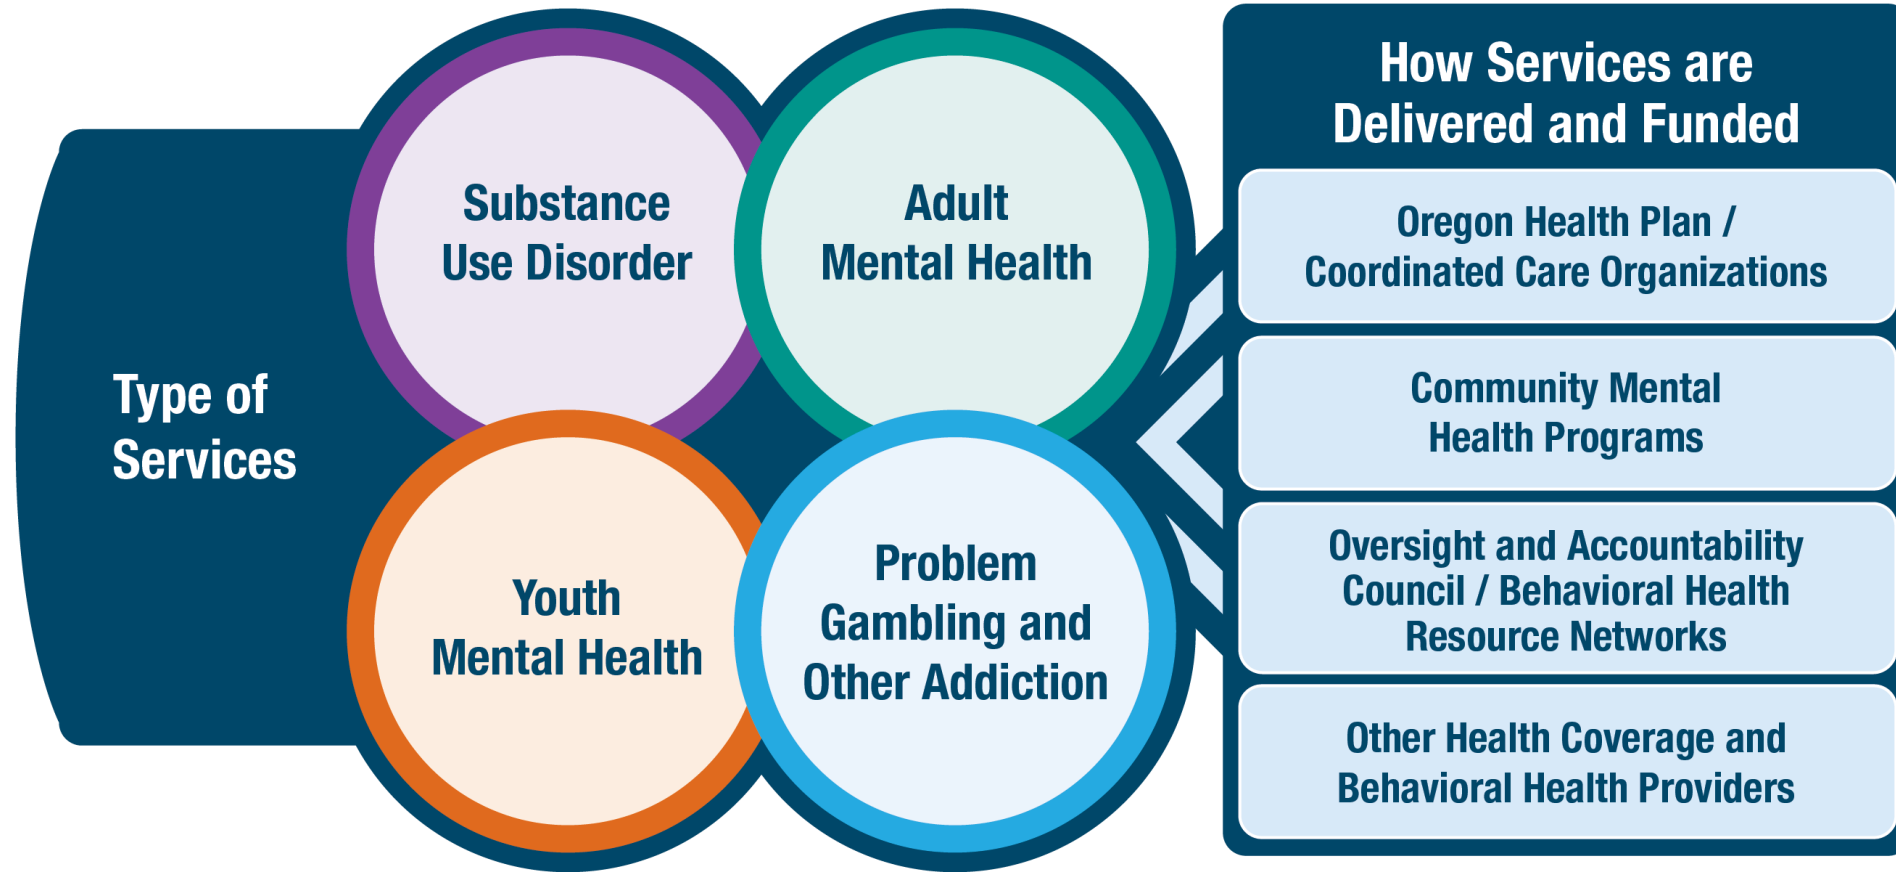 Type of
Services
Substance
Use Disorder
Adult
Mental Health
Youth
Mental Health
Problem
Gambling and
Other Addiction
How Services are
Delivered and Funded
Oregon Health Plan /
Coordinated Care Organizations
Community Mental
Health Programs
Oversight and Accountability
Council / Behavioral Health
Resource Networks
Other Health Coverage and
Behavioral Health Providers